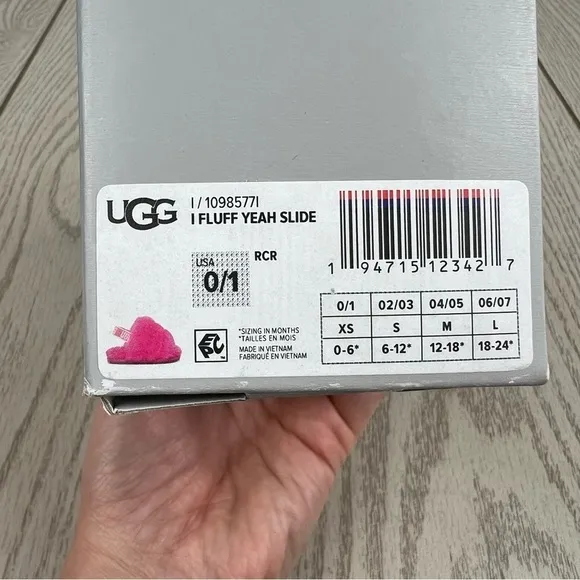 UGG
I / 1098577I
I FLUFF YEAH SLIDE
USA
0/1
RCR
1 94715 12342 7
*SIZING IN MONTHS
*TAILLES EN MOIS
MADE IN VIETNAM
FABRIQUÉ EN VIETNAM
EPC
0/1 02/03 04/05 06/07
XS S M L
0-6* 6-12* 12-18* 18-24*